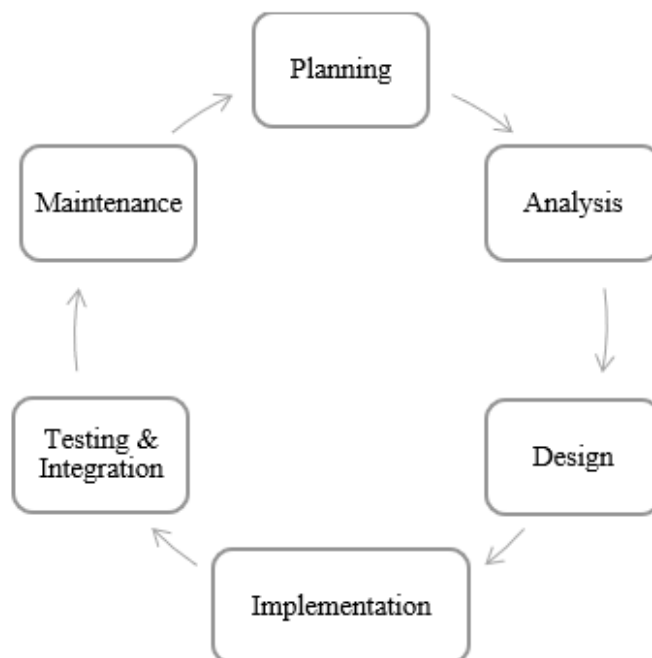 Planning
Analysis
Design
Implementation
Testing &
Integration
Maintenance